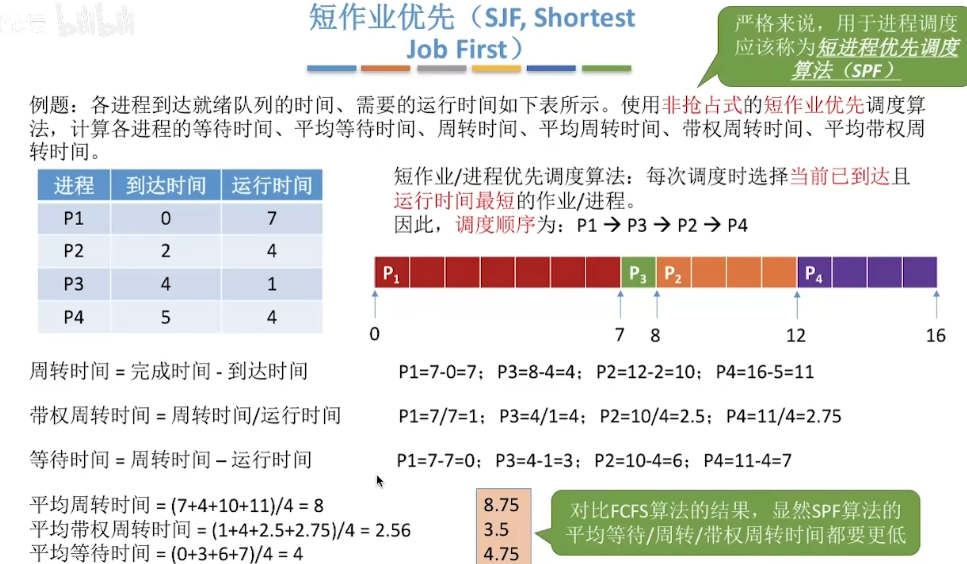 bilibili
短作业优先（SJF, Shortest
Job First）
严格来说，用于进程调度
应该称为短进程优先调度
算法（SPF）
例题：各进程到达就绪队列的时间、需要的运行时间如下表所示。使用非抢占式的短作业优先调度算
法，计算各进程的等待时间、平均等待时间、周转时间、平均周转时间、带权周转时间、平均带权周
转时间。
进程 到达时间 运行时间
P1 0 7
P2 2 4
P3 4 1
P4 5 4
短作业/进程优先调度算法：每次调度时选择当前已到达且
运行时间最短的作业/进程。
因此，调度顺序为：P1 → P3 → P2 → P4
P1 P3 P2 P4
0 7 8 12 16
周转时间 = 完成时间 - 到达时间 P1=7-0=7；P3=8-4=4；P2=12-2=10；P4=16-5=11
带权周转时间 = 周转时间/运行时间 P1=7/7=1；P3=4/1=4；P2=10/4=2.5；P4=11/4=2.75
等待时间 = 周转时间 – 运行时间 P1=7-7=0；P3=4-1=3；P2=10-4=6；P4=11-4=7
平均周转时间 = (7+4+10+11)/4 = 8 8.75
平均带权周转时间 = (1+4+2.5+2.75)/4 = 2.56 3.5
平均等待时间 = (0+3+6+7)/4 = 4 4.75
对比FCFS算法的结果，显然SPF算法的
平均等待/周转/带权周转时间都要更低